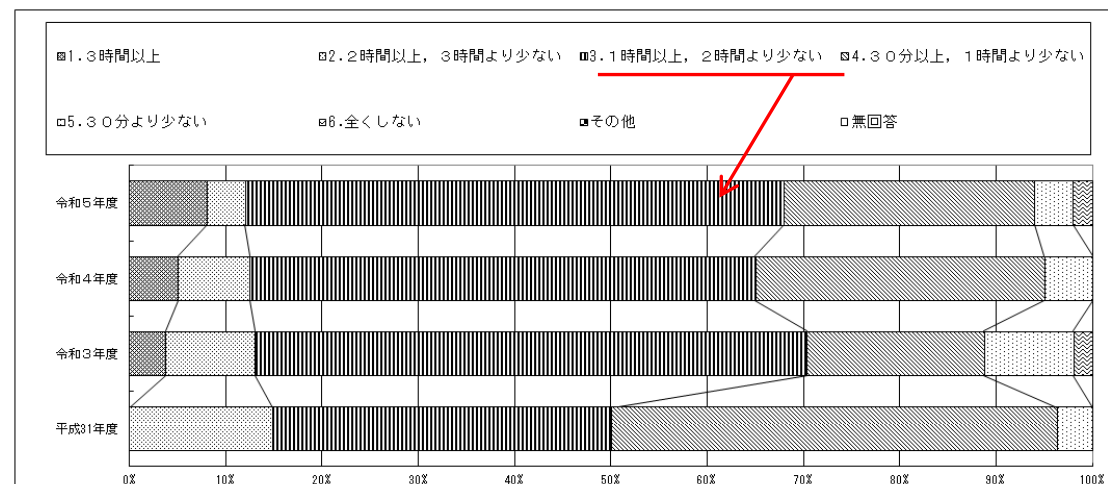 1.３時間以上 2.２時間以上，３時間より少ない 3.１時間以上，２時間より少ない 4.３０分以上，１時間より少ない
5.３０分より少ない 6.全くしない その他 無回答
令和５年度
令和４年度
令和３年度
平成31年度
0% 10% 20% 30% 40% 50% 60% 70% 80% 90% 100%